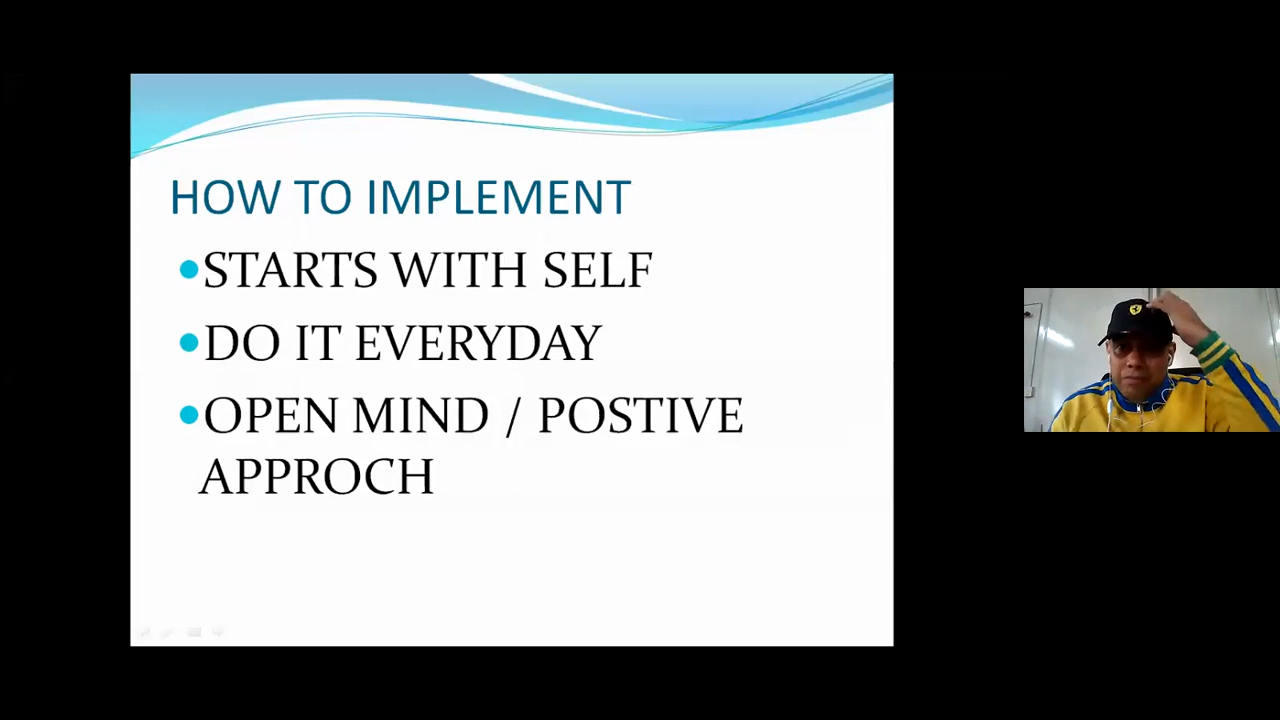 HOW TO IMPLEMENT
•STARTS WITH SELF
•DO IT EVERYDAY
•OPEN MIND / POSTIVE
APPROCH